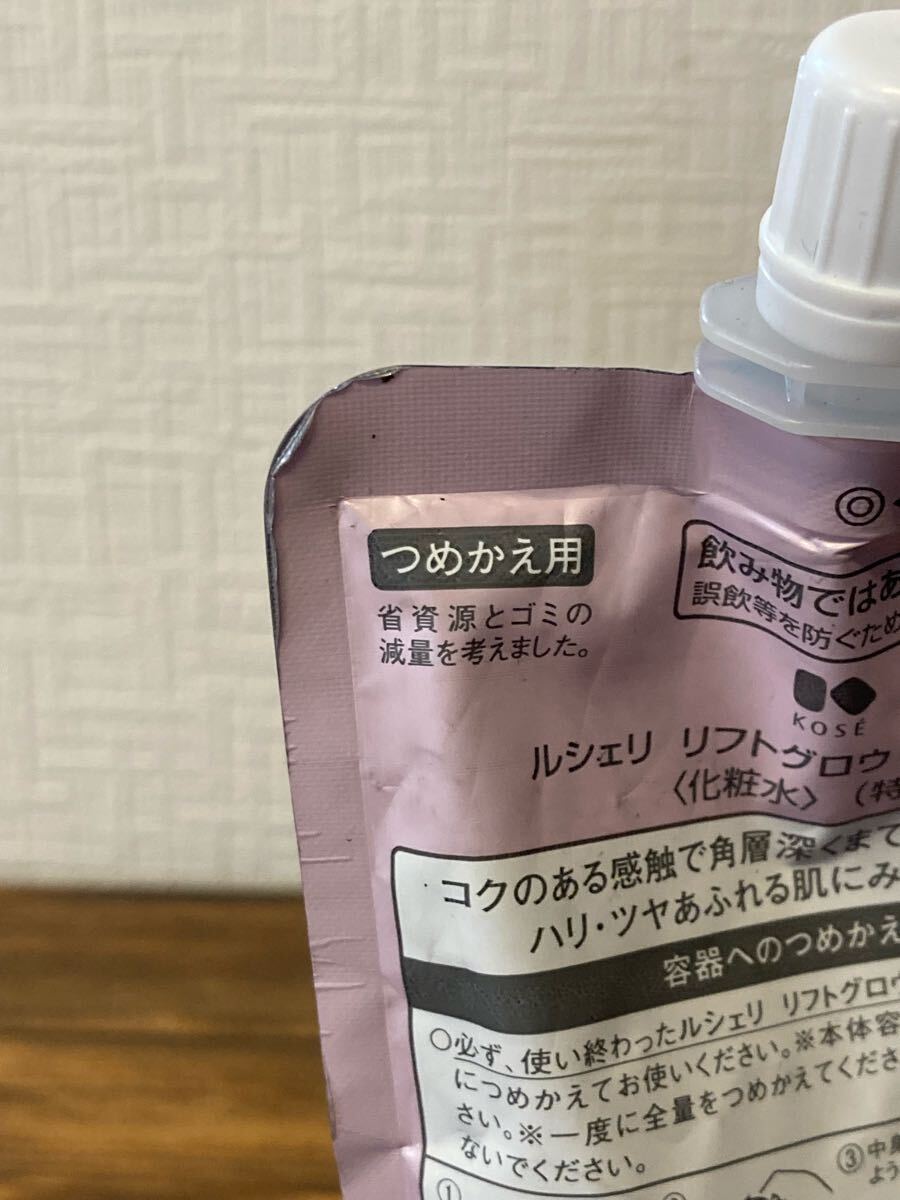 つめかえ用
省資源とゴミの
減量を考えました。
飲み物ではあ
誤飲等を防ぐため
KOSÉ
ルシェリ リフトグロウ
〈化粧水〉 (特
コクのある感触で角層深くまで
ハリ・ツヤあふれる肌にみ
容器へのつめかえ
○必ず、使い終わったルシェリ リフトグロウ
につめかえてお使いください。※本体容
さい。※一度に全量をつめかえてくださ
ないでください。
① ③中身
よう